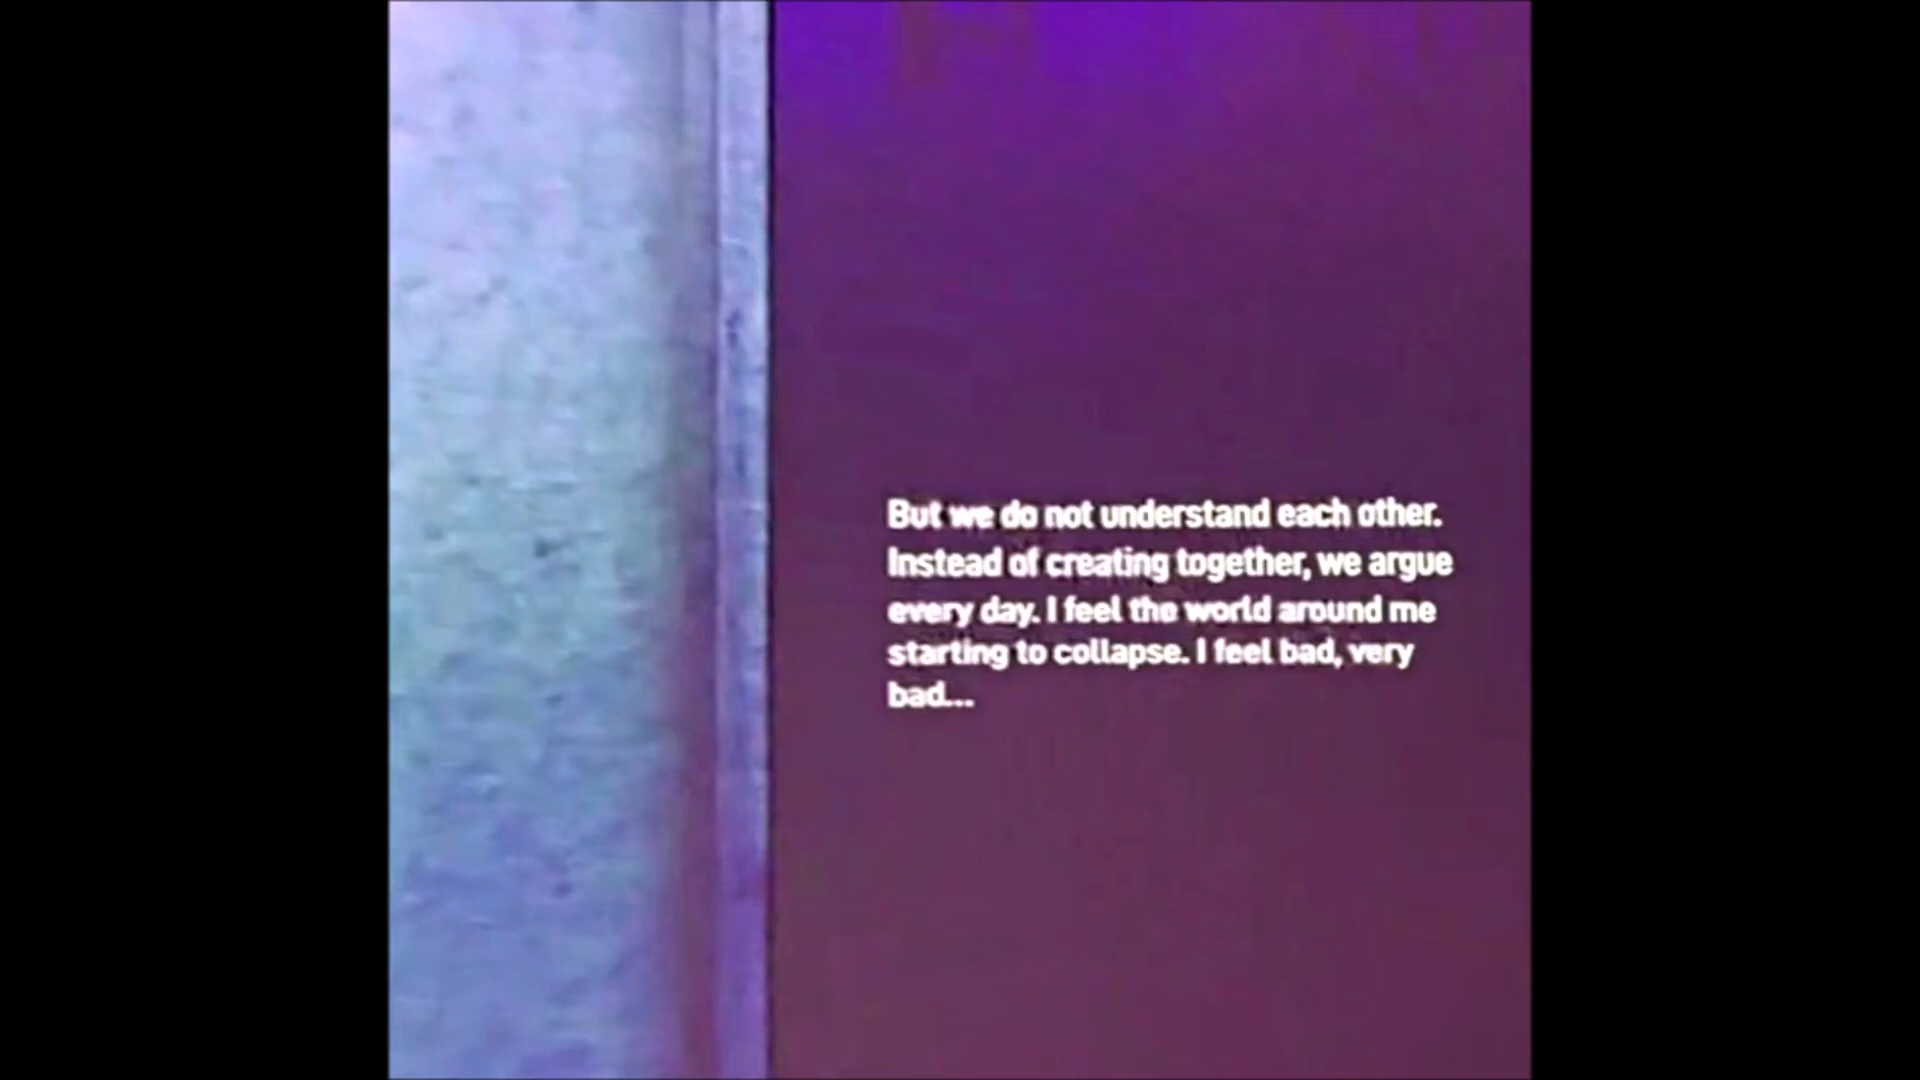 But we do not understand each other.
Instead of creating together, we argue
every day. I feel the world around me
starting to collapse. I feel bad, very
bad...